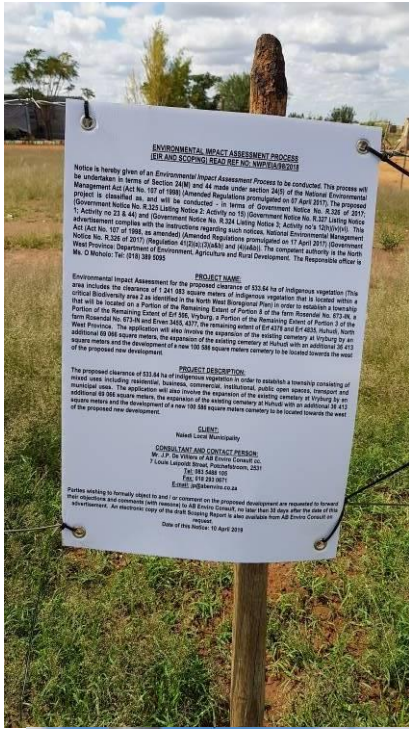 ENVIRONMENTAL IMPACT ASSESSMENT PROCESS
(EIR AND SCOPING) READ REF NO: NWP/EIA/98/2018
Notice is hereby given of an Environmental Impact Assessment Process to be conducted. This process will
be undertaken in terms of Section 24(M) and 44 made under section 24(5) of the National Environmental
Management Act (Act No. 107 of 1998) (Amended Regulations promulgated on 07 April 2017). The proposed
project is classified as, and will be conducted - in terms of Government Notice No. R.326 of 2017;
(Government Notice No. R.325 Listing Notice 2: Activity no 15) (Government Notice No. R.327 Listing Notice
1; Activity no 23 & 44) and (Government Notice No. R.324 Listing Notice 3; Activity no's 12(h)(iv)(vi). This
advertisement complies with the instructions regarding such notices, National Environmental Management
Act (Act No. 107 of 1998, as amended) (Amended Regulations promulgated on 17 April 2017) (Government
Notice No. R.326 of 2017) (Regulation 41(2)(a);(3)(a&b) and (4)(a&b)). The competent authority is the North
West Province: Department of Environment, Agriculture and Rural Development. The Responsible officer is
Ms. O Moholo: Tel: (018) 389 5095
PROJECT NAME:
Environmental Impact Assessment for the proposed clearance of 533.64 ha of indigenous vegetation (This
area includes the clearance of 1 241 083 square meters of indigenous vegetation that is located within a
critical Biodiversity area 2 as identified in the North West Bioregional Plan) in order to establish a township
that will be located on a Portion of the Remaining Extent of Portion 8 of the farm Rosendal No. 673-IN, A
Portion of the Remaining Extent of Erf 506, Vryburg, a Portion of the Remaining Extent of Portion 3 of the
farm Rosendal No. 673-IN and Erven 3455, 4377, the remaining extent of Erf 4378 and Erf 4835, Huhudi, North
West Province. The application will also involve the expansion of the existing cemetery at Vryburg by an
additional 69 066 square meters, the expansion of the existing cemetery at Huhudi with an additional 36 413
square meters and the development of a new 100 586 square meters cemetery to be located towards the west
of the proposed new development.
PROJECT DESCRIPTION:
The proposed clearance of 533.64 ha of indigenous vegetation in order to establish a township consisting of
mixed uses including residential, business, commercial, institutional, public open spaces, transport and
municipal uses. The application will also involve the expansion of the existing cemetery at Vryburg by an
additional 69 066 square meters, the expansion of the existing cemetery at Huhudi with an additional 36 413
square meters and the development of a new 100 586 square meters cemetery to be located towards the west
of the proposed new development.
CLIENT:
Naledi Local Municipality
CONSULTANT AND CONTACT PERSON:
Mr. J.P. De Villiers of AB Enviro Consult cc.
7 Louis Leipoldt Street, Potchefstroom, 2531
Tel: 083 5488 105
Fax: 018 293 0671
E-mail: jp@abenviro.co.za
Parties wishing to formally object to and / or comment on the proposed development are requested to forward
their objections and comments (with reasons) to AB Enviro Consult, no later than 30 days after the date of this
advertisement. An electronic copy of the draft Scoping Report is also available from AB Enviro Consult on
request.
Date of this Notice: 10 April 2019